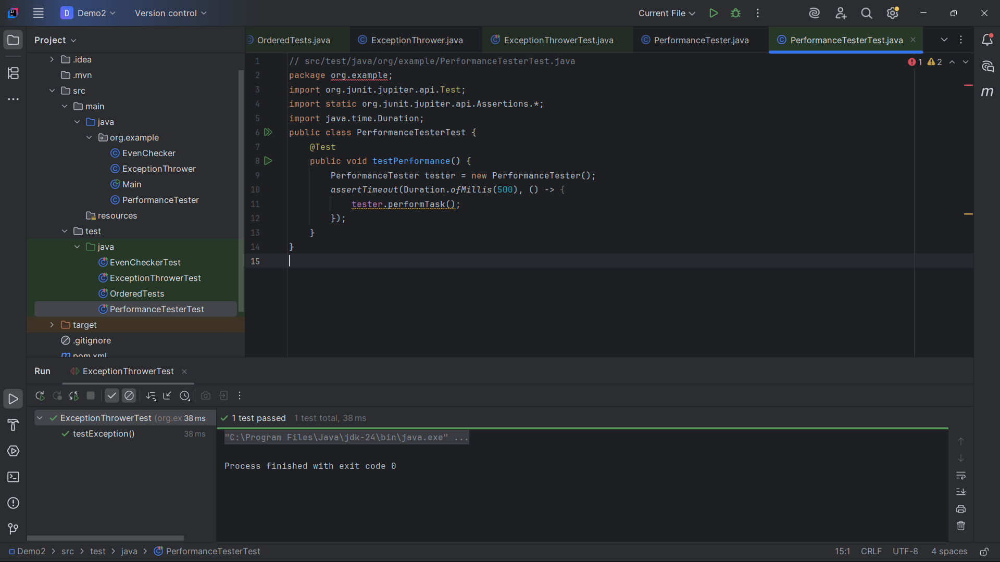 D Demo2 Version control Current File
Project
.idea
.mvn
src
main
java
org.example
EvenChecker
ExceptionThrower
Main
PerformanceTester
resources
test
java
EvenCheckerTest
ExceptionThrowerTest
OrderedTests
PerformanceTesterTest
target
.gitignore
pom.xml
OrderedTests.java ExceptionThrower.java ExceptionThrowerTest.java PerformanceTester.java PerformanceTesterTest.java
1 2
1 // src/test/java/org/example/PerformanceTesterTest.java
2 package org.example;
3 import org.junit.jupiter.api.Test;
4 import static org.junit.jupiter.api.Assertions.*;
5 import java.time.Duration;
6 public class PerformanceTesterTest {
7 @Test
8 public void testPerformance() {
9 PerformanceTester tester = new PerformanceTester();
10 assertTimeout(Duration.ofMillis(500), () -> {
11 tester.performTask();
12 });
13 }
14 }
15
m
Run ExceptionThrowerTest
ExceptionThrowerTest (org.ex 38 ms
testException() 38 ms
1 test passed 1 test total, 38 ms
"C:\Program Files\Java\jdk-24\bin\java.exe" ...
Process finished with exit code 0
Demo2 > src > test > java > PerformanceTesterTest
15:1 CRLF UTF-8 4 spaces